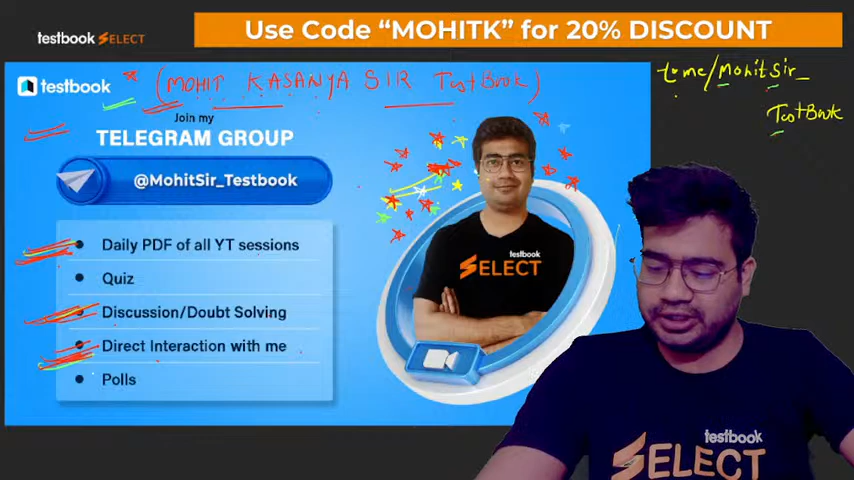 testbook SELECT
Use Code “MOHITK” for 20% DISCOUNT
testbook
(MOHIT KASANYA SIR TestBook)
t.me/MohitSir_
TestBook
Join my
TELEGRAM GROUP
@MohitSir_Testbook
Daily PDF of all YT sessions
Quiz
Discussion/Doubt Solving
Direct Interaction with me
Polls
testbook
SELECT
testbook
SELECT